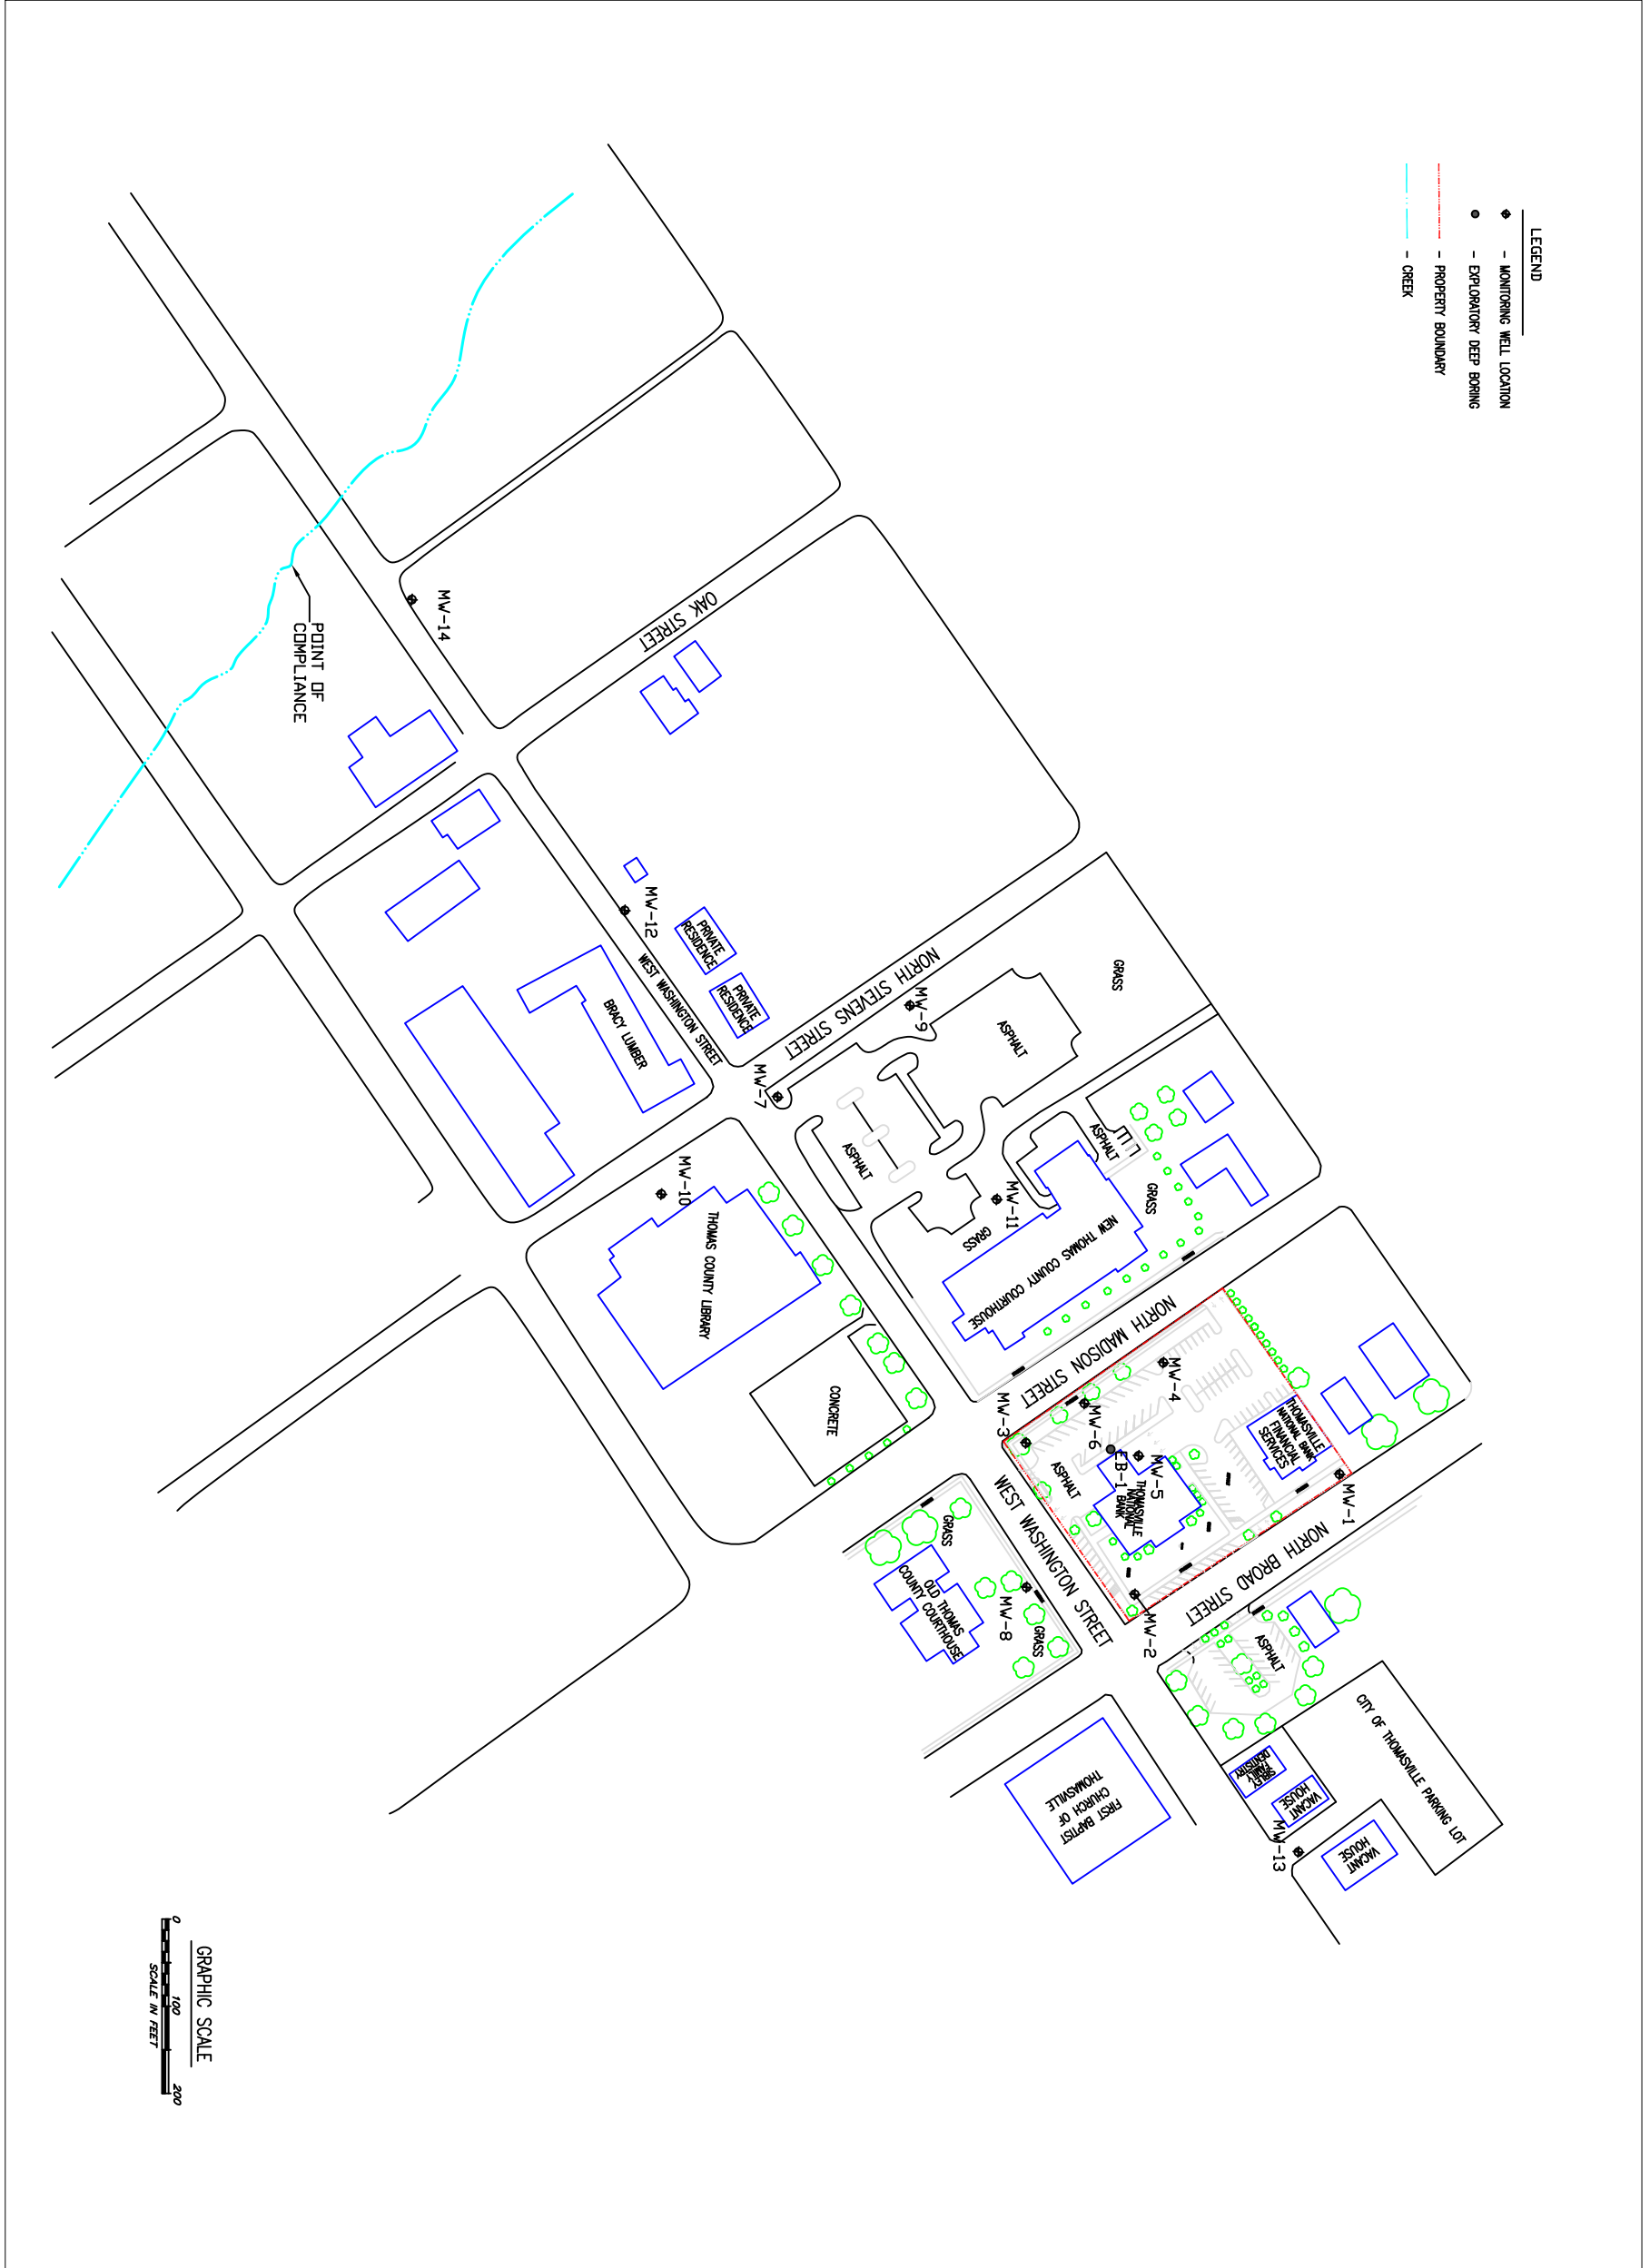 LEGEND
- MONITORING WELL LOCATION
- EXPLORATORY DEEP BORING
- PROPERTY BOUNDARY
- CREEK
POINT OF
COMPLIANCE
MW-14
OAK STREET
MW-12
PRIVATE
RESIDENCE
PRIVATE
RESIDENCE
WEST WASHINGTON STREET
BRACY LUMBER
NORTH STEVENS STREET
MW-9
MW-7
GRASS
ASPHALT
ASPHALT
ASPHALT
GRASS
MW-11
GRASS
NEW THOMAS COUNTY COURTHOUSE
MW-10
THOMAS COUNTY LIBRARY
CONCRETE
NORTH MADISON STREET
MW-4
MW-3
MW-6
EB-1
MW-5
THOMASVILLE
NATIONAL
BANK
ASPHALT
THOMASVILLE
NATIONAL BANK
FINANCIAL
SERVICES
MW-1
NORTH BROAD STREET
WEST WASHINGTON STREET
MW-2
GRASS
OLD THOMAS
COUNTY COURTHOUSE
MW-8
GRASS
ASPHALT
CITY OF THOMASVILLE PARKING LOT
SIBLEY
FAMILY
DENTISTRY
VACANT
HOUSE
MW-13
VACANT
HOUSE
FIRST BAPTIST
CHURCH OF
THOMASVILLE
GRAPHIC SCALE
0 100 200
SCALE IN FEET